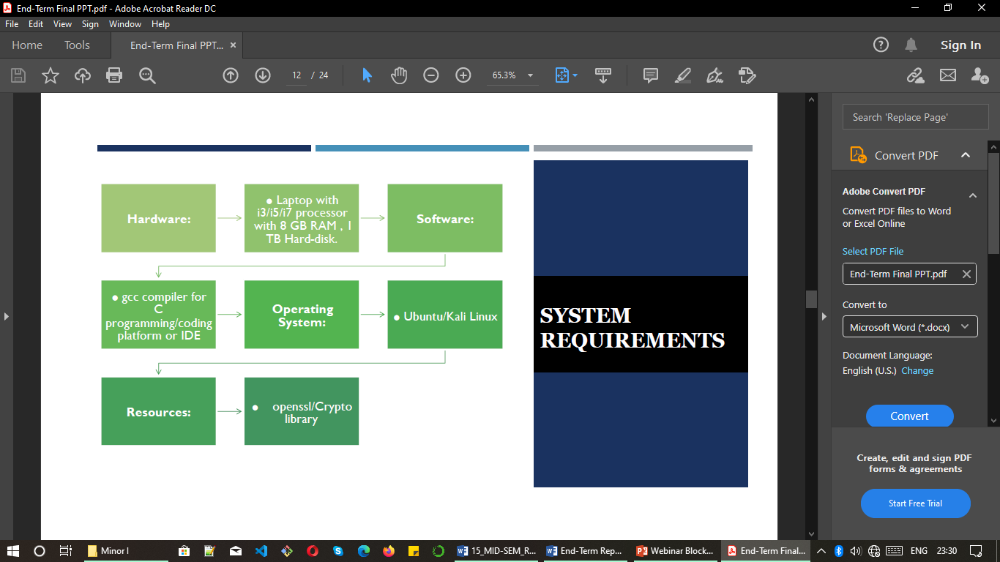 End-Term Final PPT.pdf - Adobe Acrobat Reader DC
File Edit View Sign Window Help
Home Tools End-Term Final PPT... × Sign In
12 / 24 65.3%
Hardware:
● Laptop with
i3/i5/i7 processor
with 8 GB RAM , 1
TB Hard-disk.
Software:
● gcc compiler for
C
programming/coding
platform or IDE
Operating
System:
● Ubuntu/Kali Linux
Resources:
● openssl/Crypto
library
SYSTEM
REQUIREMENTS
Search 'Replace Page'
Convert PDF
Adobe Convert PDF
Convert PDF files to Word
or Excel Online
Select PDF File
End-Term Final PPT.pdf
Convert to
Microsoft Word (*.docx)
Document Language:
English (U.S.) Change
Convert
Create, edit and sign PDF
forms & agreements
Start Free Trial
Minor I 15_MID-SEM_R... End-Term Rep... Webinar Block... End-Term Final... ENG 23:30